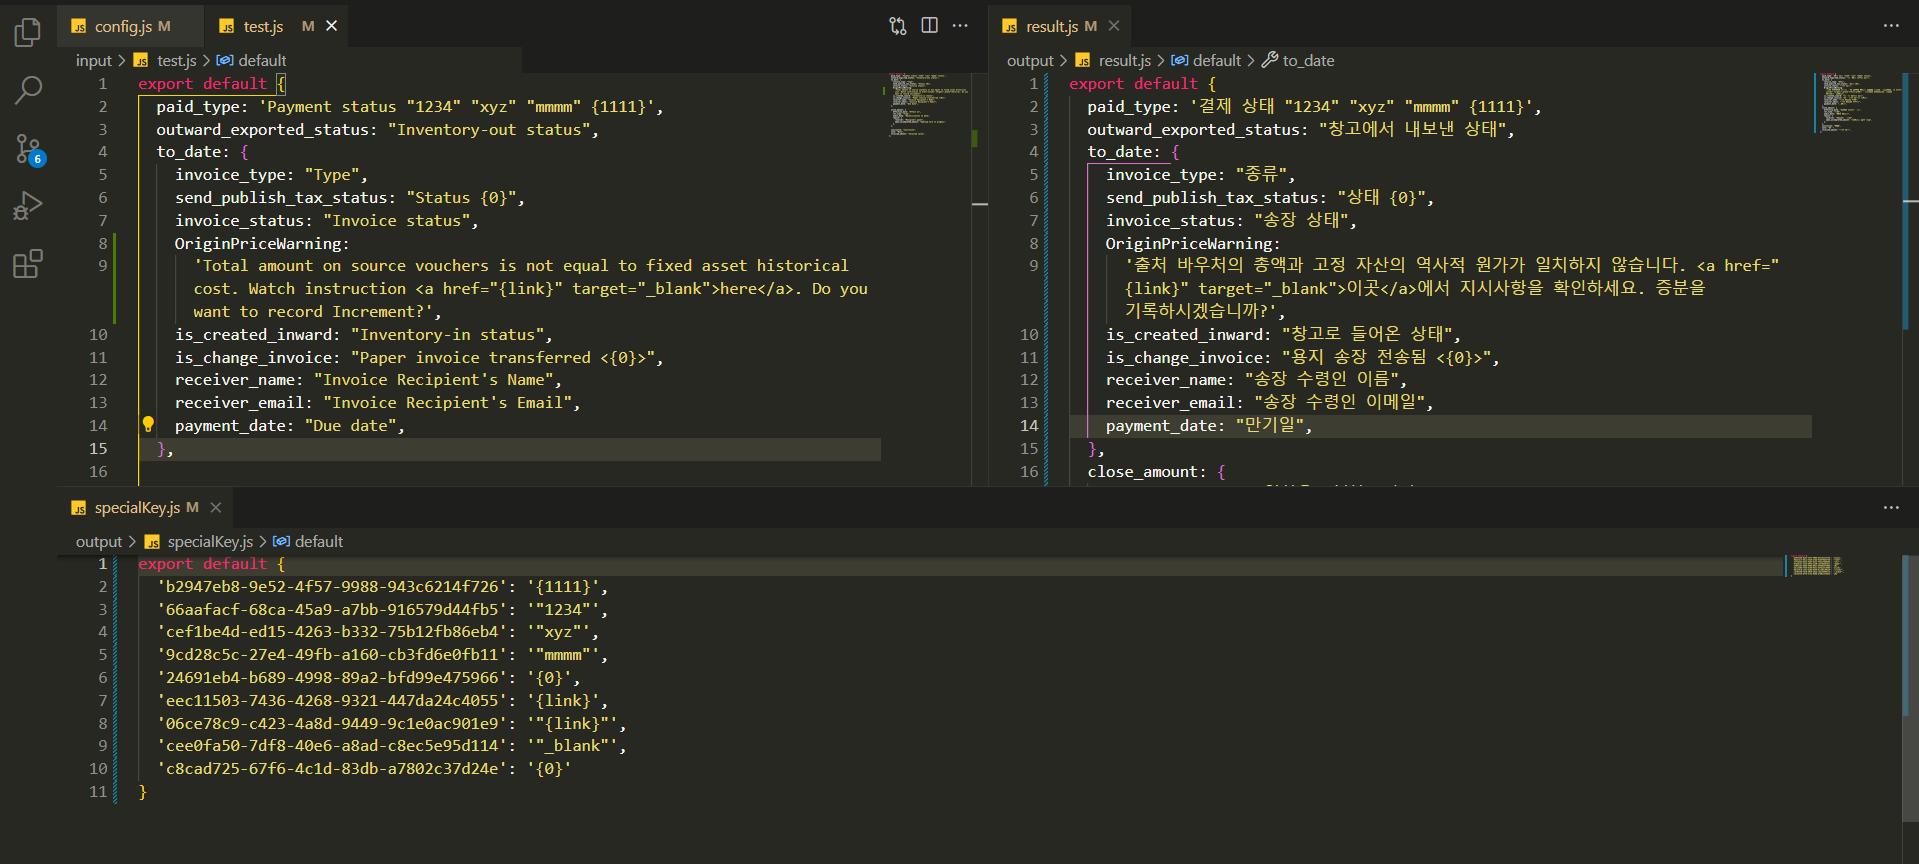 JS config.js M
JS test.js M
input > JS test.js > default
1 export default {
2 paid_type: 'Payment status "1234" "xyz" "mmmm" {1111}',
3 outward_exported_status: "Inventory-out status",
4 to_date: {
5 invoice_type: "Type",
6 send_publish_tax_status: "Status {0}",
7 invoice_status: "Invoice status",
8 OriginPriceWarning:
9 'Total amount on source vouchers is not equal to fixed asset historical
cost. Watch instruction <a href="{link}" target="_blank">here</a>. Do you
want to record Increment?',
10 is_created_inward: "Inventory-in status",
11 is_change_invoice: "Paper invoice transferred <{0}>",
12 receiver_name: "Invoice Recipient's Name",
13 receiver_email: "Invoice Recipient's Email",
14 payment_date: "Due date",
15 },
16
6
JS result.js M
output > JS result.js > default > to_date
1 export default {
2 paid_type: '결제 상태 "1234" "xyz" "mmmm" {1111}',
3 outward_exported_status: "창고에서 내보낸 상태",
4 to_date: {
5 invoice_type: "종류",
6 send_publish_tax_status: "상태 {0}",
7 invoice_status: "송장 상태",
8 OriginPriceWarning:
9 '출처 바우처의 총액과 고정 자산의 역사적 원가가 일치하지 않습니다. <a href="
{link}" target="_blank">이곳</a>에서 지시사항을 확인하세요. 증분을
기록하시겠습니까?',
10 is_created_inward: "창고로 들어온 상태",
11 is_change_invoice: "용지 송장 전송됨 <{0}>",
12 receiver_name: "송장 수령인 이름",
13 receiver_email: "송장 수령인 이메일",
14 payment_date: "만기일",
15 },
16 close_amount: {
JS specialKey.js M
output > JS specialKey.js > default
1 export default {
2 'b2947eb8-9e52-4f57-9988-943c6214f726': '{1111}',
3 '66aafacf-68ca-45a9-a7bb-916579d44fb5': '"1234"',
4 'cef1be4d-ed15-4263-b332-75b12fb86eb4': '"xyz"',
5 '9cd28c5c-27e4-49fb-a160-cb3fd6e0fb11': '"mmmm"',
6 '24691eb4-b689-4998-89a2-bfd99e475966': '{0}',
7 'eec11503-7436-4268-9321-447da24c4055': '{link}',
8 '06ce78c9-c423-4a8d-9449-9c1e0ac901e9': '"{link}"',
9 'cee0fa50-7df8-40e6-a8ad-c8ec5e95d114': '"_blank"',
10 'c8cad725-67f6-4c1d-83db-a7802c37d24e': '{0}'
11 }